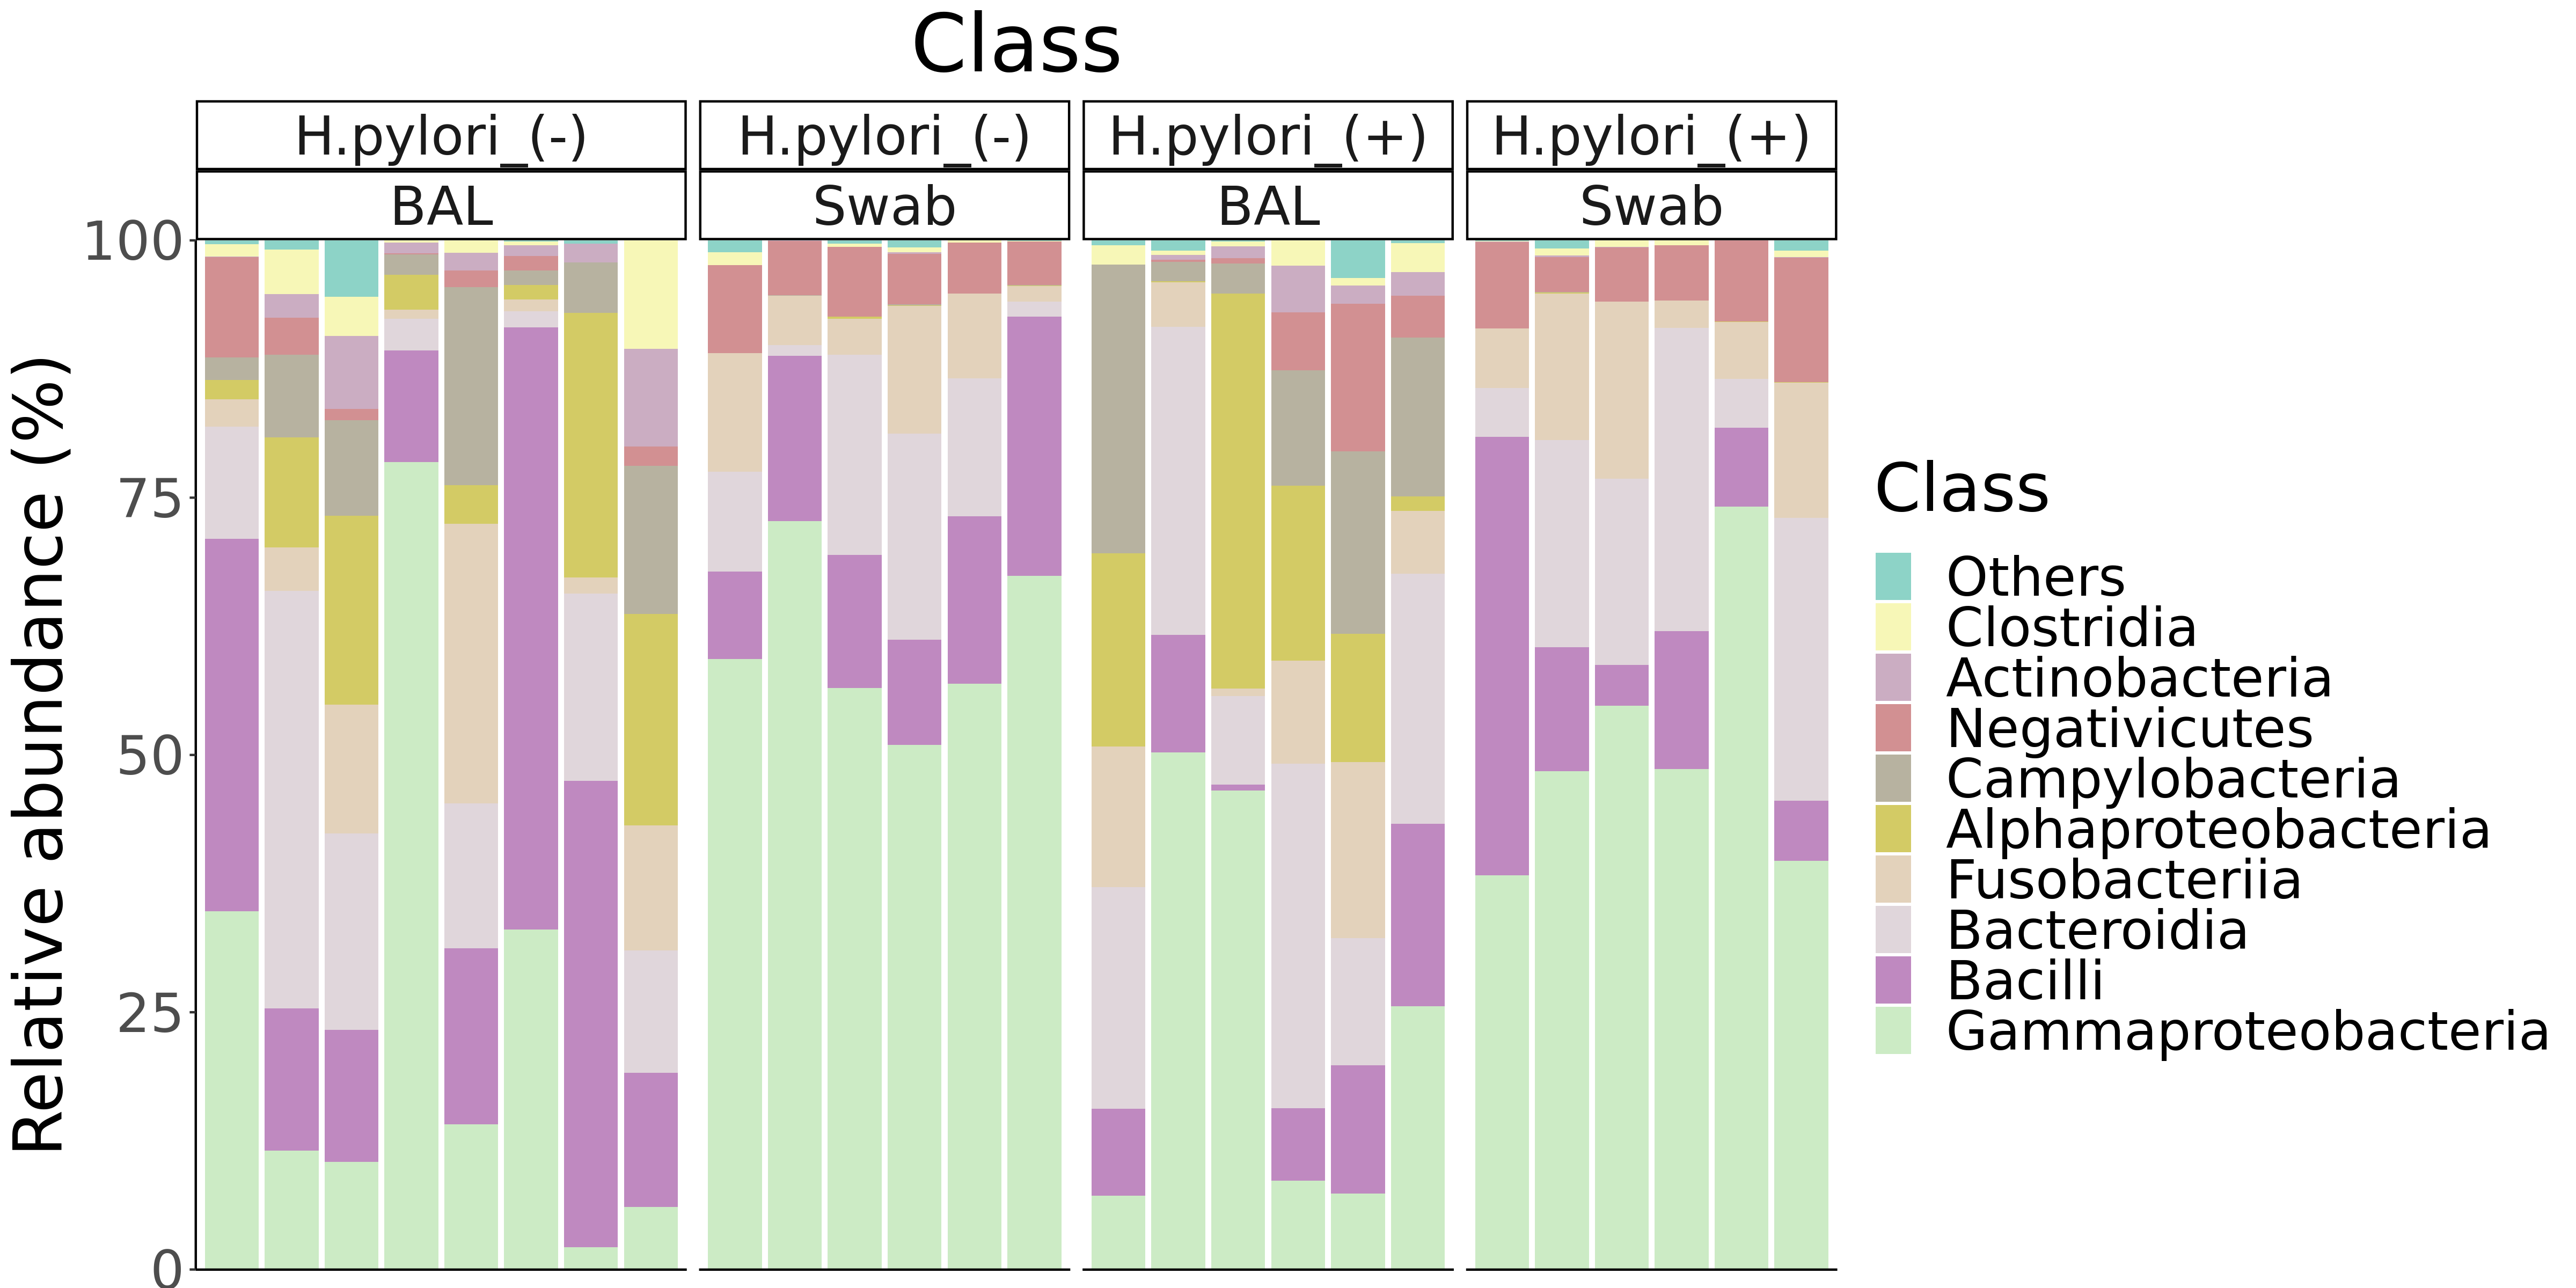 Class
H.pylori_(-)
H.pylori_(-)
H.pylori_(+)
H.pylori_(+)
BAL
Swab
BAL
Swab
Relative abundance (%)
100
75
50
25
0
Class
Others
Clostridia
Actinobacteria
Negativicutes
Campylobacteria
Alphaproteobacteria
Fusobacteriia
Bacteroidia
Bacilli
Gammaproteobacteria